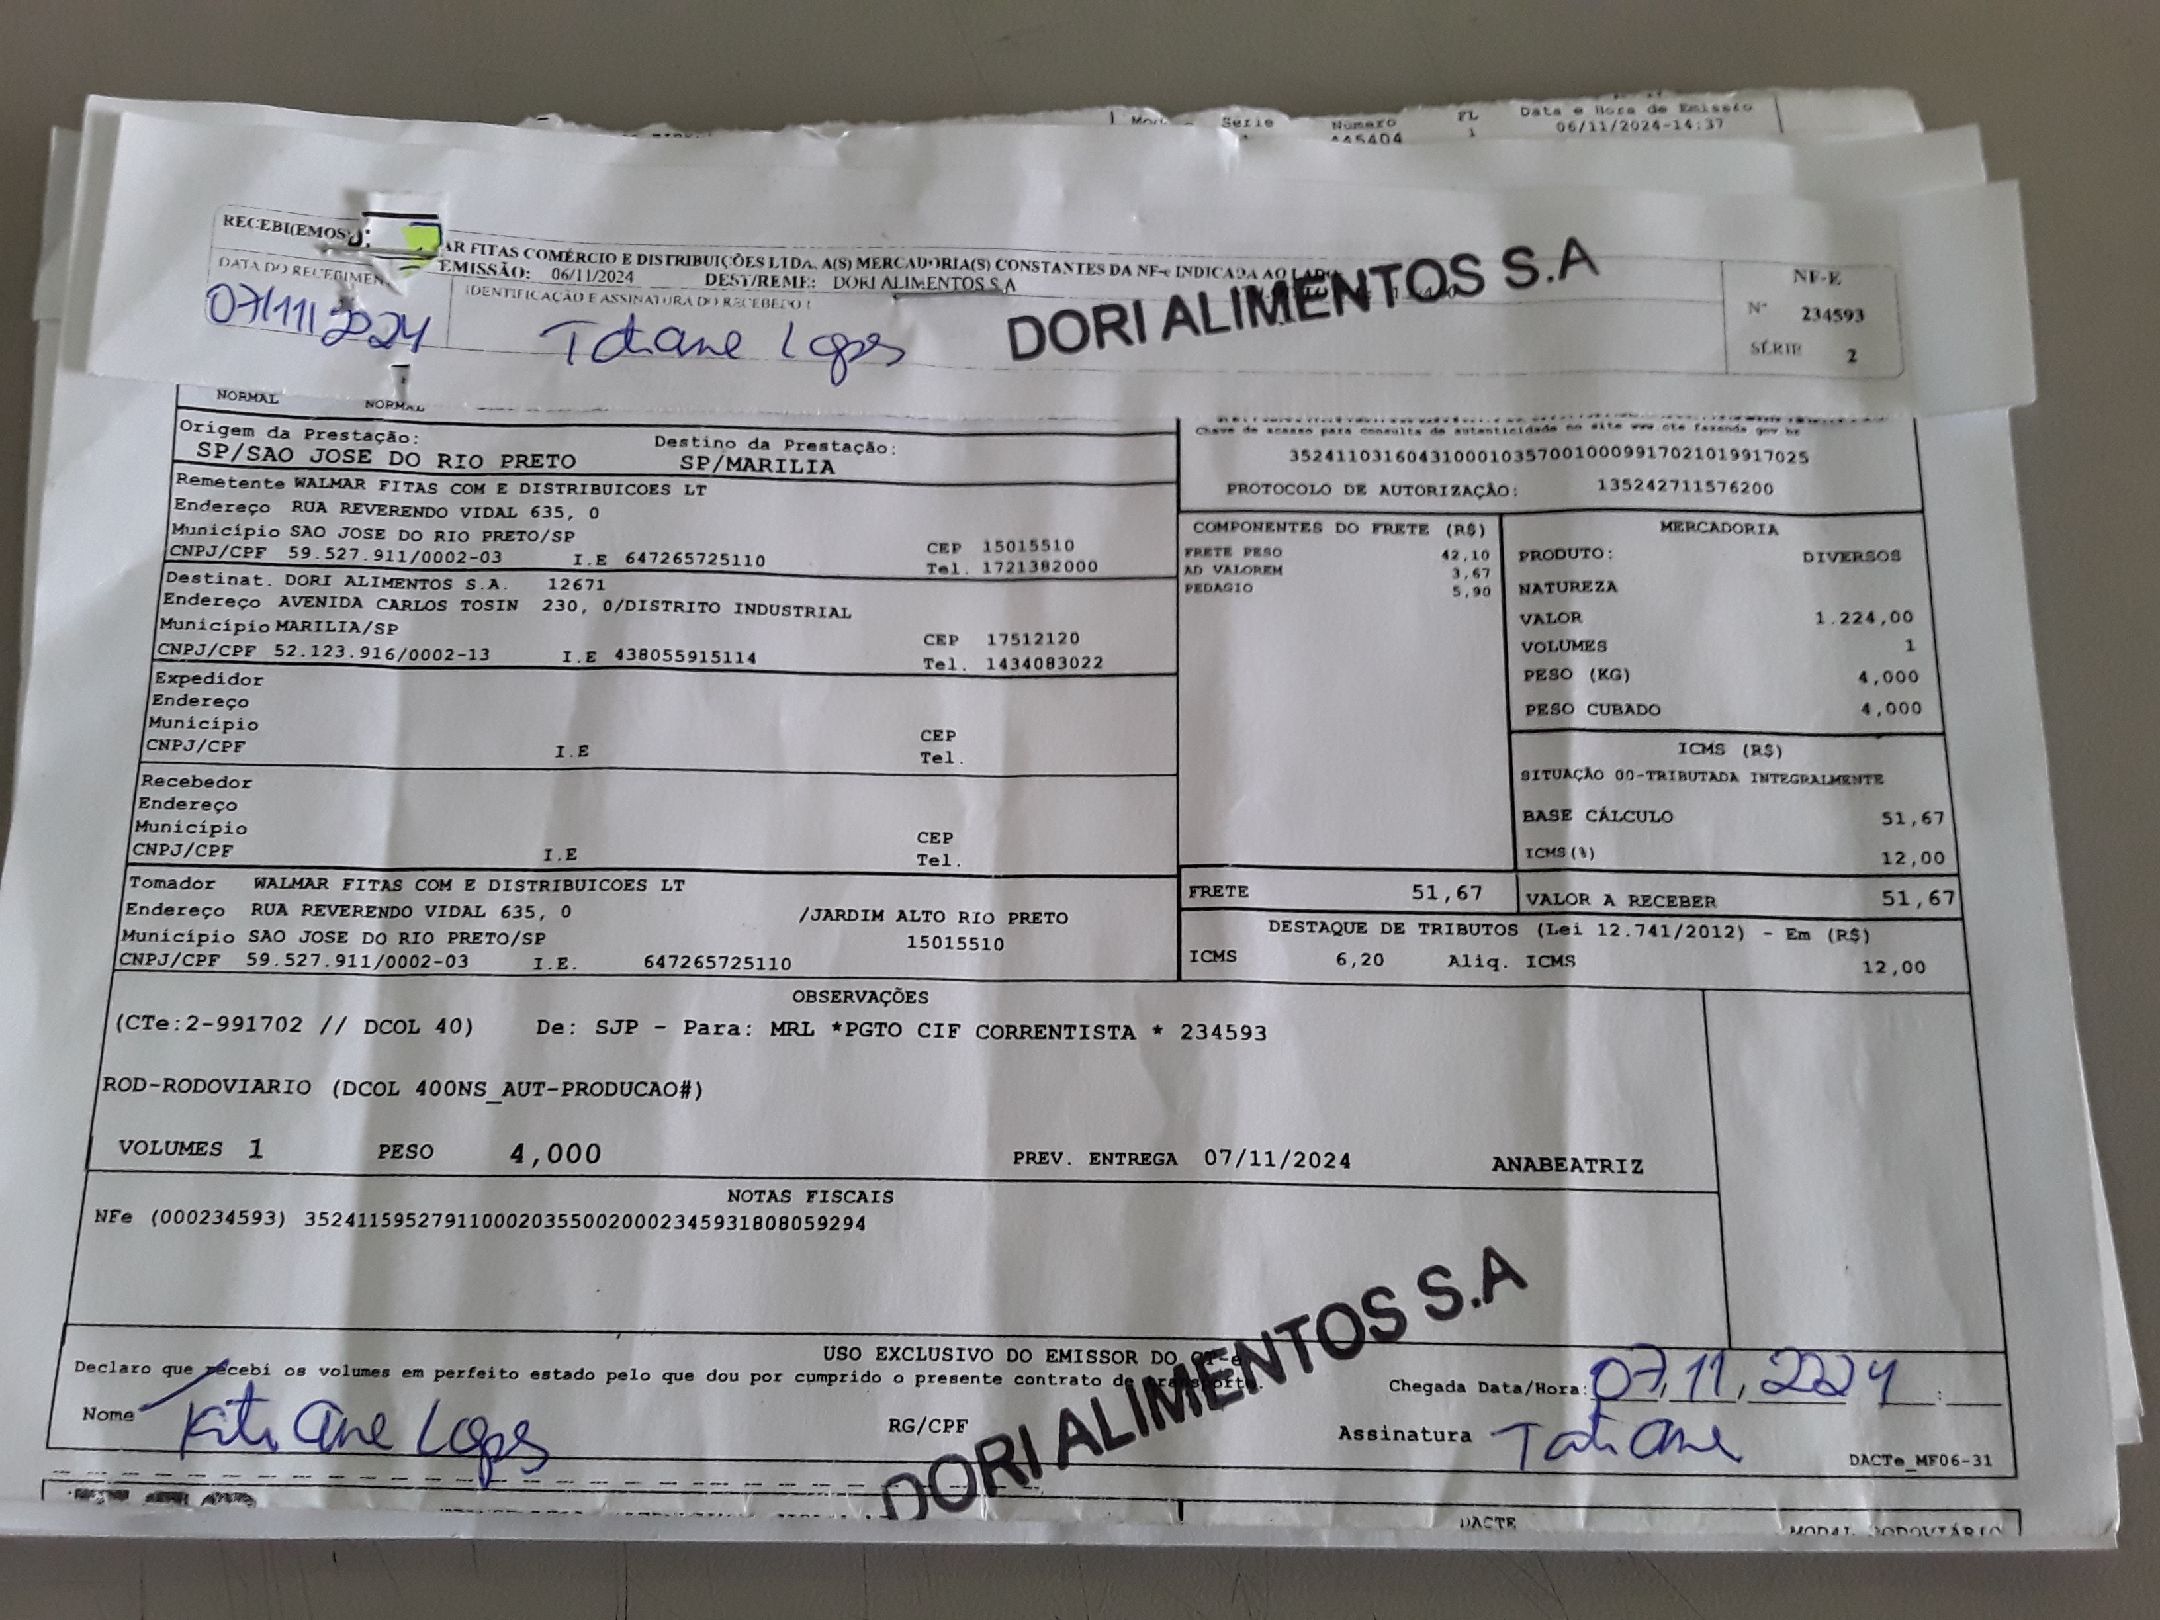 Série Número FL Data e Hora de Emissão
1 06/11/2024-14:37
RECEBI(EMOS)
AR FITAS COMÉRCIO E DISTRIBUIÇÕES LTDA. A(S) MERCADORIA(S) CONSTANTES DA NF-e INDICADA AO LADO
EMISSÃO: 06/11/2024 DEST/REME: DORI ALIMENTOS S.A
DATA DO RECEBIMEN
IDENTIFICAÇÃO E ASSINATURA DO RECEBEDO
07/11/2024
Tatiane Lopes
DORI ALIMENTOS S.A
NF-E
Nº 234593
SÉRIE 2
NORMAL NORMAL
Origem da Prestação: Destino da Prestação:
SP/SAO JOSE DO RIO PRETO SP/MARILIA
Chave de acesso para consulta de autenticidade no site www.cte.fazenda.gov.br
35241103160431000103570010009917021019917025
PROTOCOLO DE AUTORIZAÇÃO: 135242711576200
Remetente WALMAR FITAS COM E DISTRIBUICOES LT
Endereço RUA REVERENDO VIDAL 635, 0
Município SAO JOSE DO RIO PRETO/SP
CEP 15015510
CNPJ/CPF 59.527.911/0002-03 I.E 647265725110 Tel. 1721382000
Destinat. DORI ALIMENTOS S.A. 12671
Endereço AVENIDA CARLOS TOSIN 230, 0/DISTRITO INDUSTRIAL
Município MARILIA/SP CEP 17512120
CNPJ/CPF 52.123.916/0002-13 I.E 438055915114 Tel. 1434083022
Expedidor
Endereço
Município CEP
CNPJ/CPF I.E Tel.
Recebedor
Endereço
Município CEP
CNPJ/CPF I.E Tel.
Tomador WALMAR FITAS COM E DISTRIBUICOES LT
Endereço RUA REVERENDO VIDAL 635, 0 /JARDIM ALTO RIO PRETO
Município SAO JOSE DO RIO PRETO/SP 15015510
CNPJ/CPF 59.527.911/0002-03 I.E. 647265725110
COMPONENTES DO FRETE (R$)
FRETE PESO 42,10
AD VALOREM 3,67
PEDAGIO 5,90
MERCADORIA
PRODUTO: DIVERSOS
NATUREZA
VALOR 1.224,00
VOLUMES 1
PESO (KG) 4,000
PESO CUBADO 4,000
ICMS (R$)
SITUAÇÃO 00-TRIBUTADA INTEGRALMENTE
BASE CÁLCULO 51,67
ICMS(%) 12,00
FRETE 51,67 VALOR A RECEBER 51,67
DESTAQUE DE TRIBUTOS (Lei 12.741/2012) - Em (R$)
ICMS 6,20 Aliq. ICMS 12,00
OBSERVAÇÕES
(CTe:2-991702 // DCOL 40) De: SJP - Para: MRL *PGTO CIF CORRENTISTA * 234593
ROD-RODOVIARIO (DCOL 400NS_AUT-PRODUCAO#)
VOLUMES 1 PESO 4,000 PREV. ENTREGA 07/11/2024 ANABEATRIZ
NOTAS FISCAIS
NFe (000234593) 35241159527911000203550020002345931808059294
USO EXCLUSIVO DO EMISSOR DO CT-e
Declaro que recebi os volumes em perfeito estado pelo que dou por cumprido o presente contrato de transporte.
Chegada Data/Hora: 07, 11, 2024 :
Nome Tatiane Lopes RG/CPF Assinatura Tatiane
DORI ALIMENTOS S.A
DACTe_MF06-31
DACTE MODAL RODOVIÁRIO